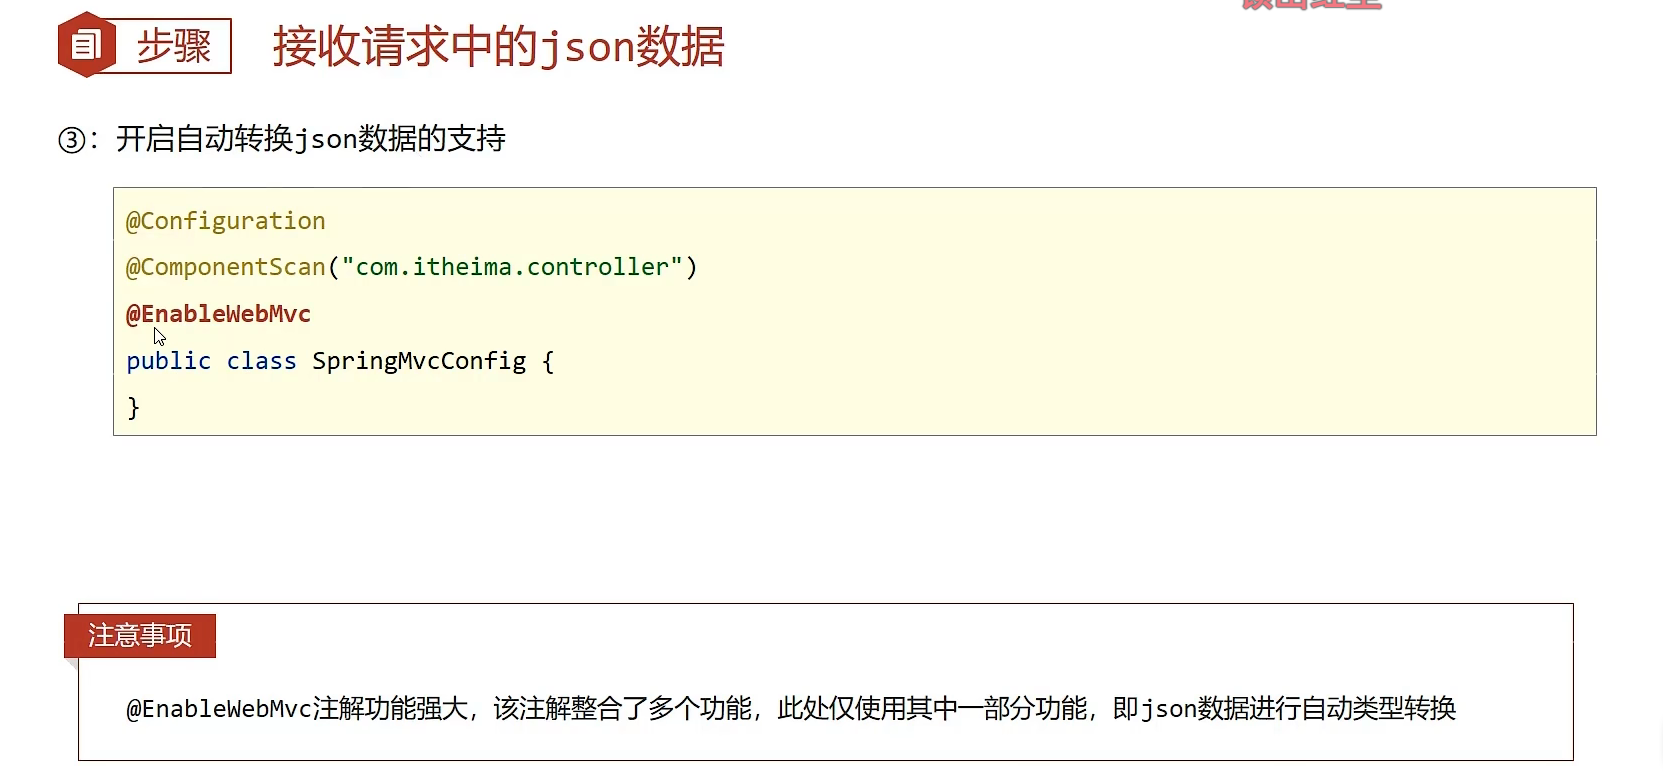 步骤 接收请求中的json数据
③：开启自动转换json数据的支持
@Configuration
@ComponentScan("com.itheima.controller")
@EnableWebMvc
public class SpringMvcConfig {
}
注意事项
@EnableWebMvc注解功能强大，该注解整合了多个功能，此处仅使用其中一部分功能，即json数据进行自动类型转换